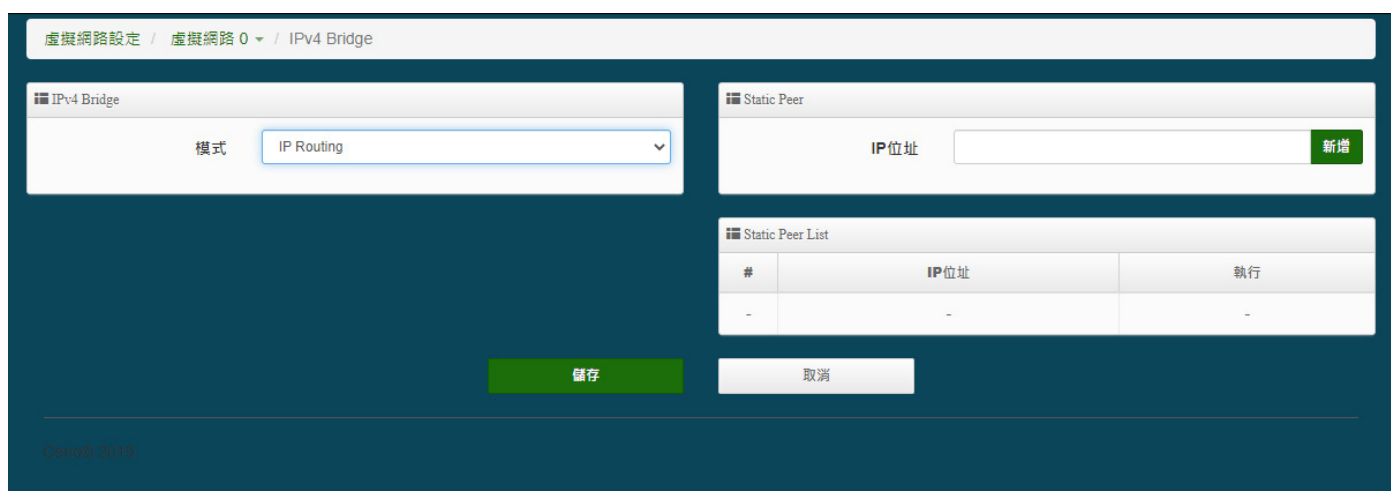 虛擬網路設定 / 虛擬網路 0 / IPv4 Bridge
IPv4 Bridge
模式 IP Routing
Static Peer
IP位址 新增
Static Peer List
# IP位址 執行
- - -
儲存 取消
2019